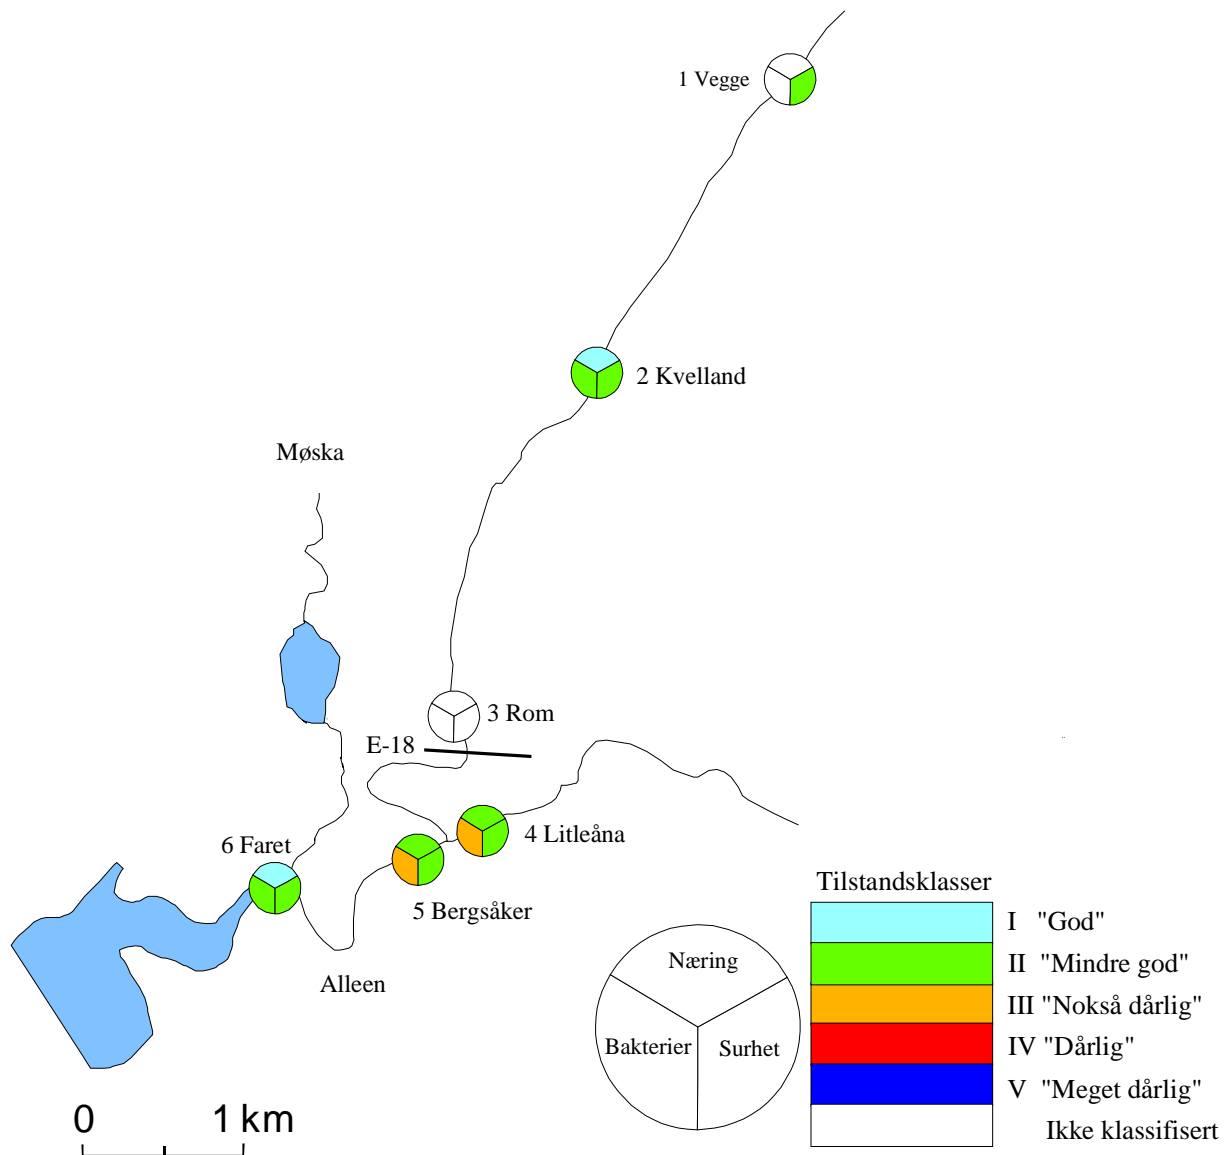 1 Vegge
2 Kvelland
Møska
3 Rom
E-18
4 Litleåna
6 Faret
5 Bergsåker
Alleen
Næring
Bakterier
Surhet
Tilstandsklasser
I "God"
II "Mindre god"
III "Nokså dårlig"
IV "Dårlig"
V "Meget dårlig"
Ikke klassifisert
0 1 km